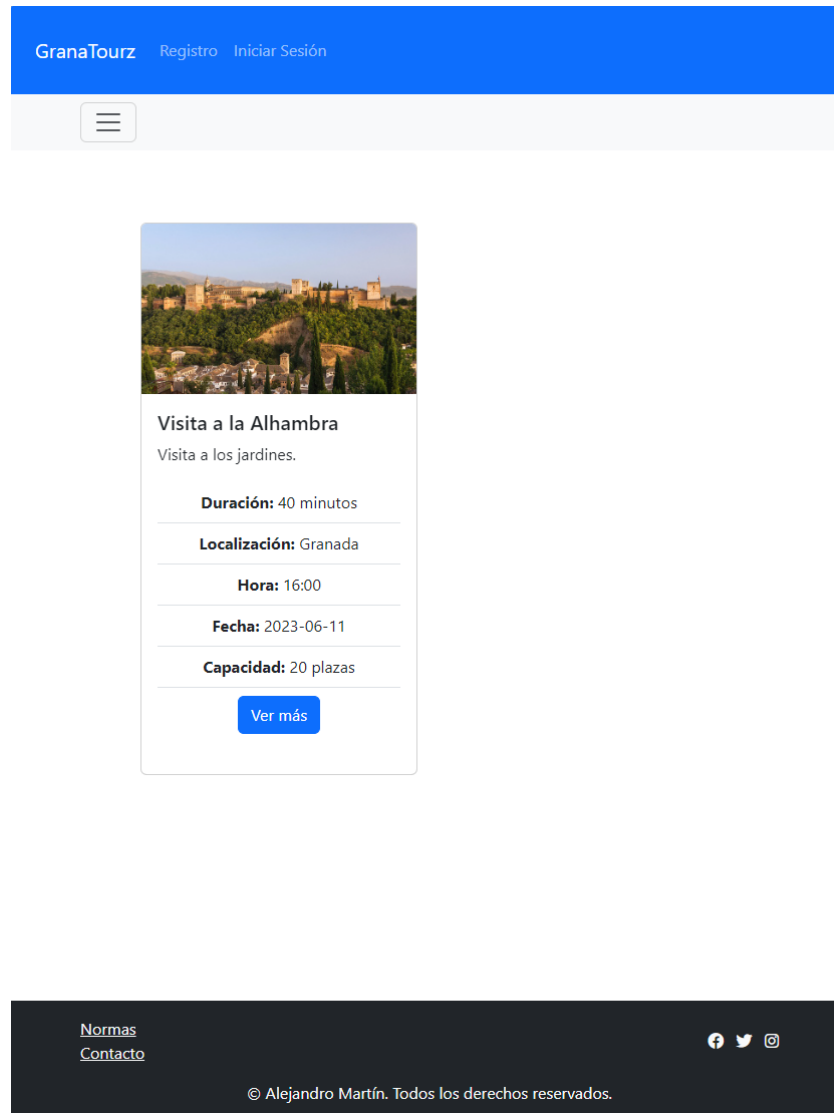 GranaTourz Registro Iniciar Sesión
Visita a la Alhambra
Visita a los jardines.
Duración: 40 minutos
Localización: Granada
Hora: 16:00
Fecha: 2023-06-11
Capacidad: 20 plazas
Ver más
Normas
Contacto
© Alejandro Martín. Todos los derechos reservados.